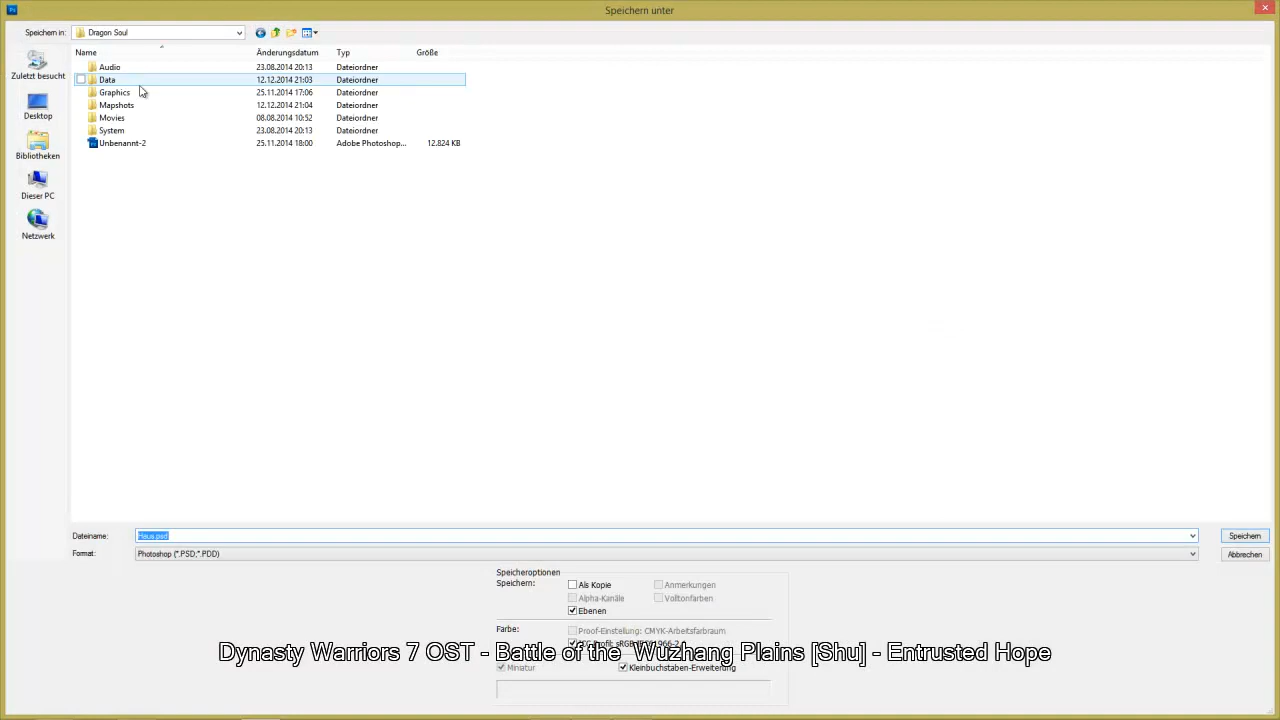 Speichern unter
Speichern in: Dragon Soul
Name Änderungsdatum Typ Größe
Audio 23.08.2014 20:13 Dateiordner
Data 12.12.2014 21:03 Dateiordner
Graphics 25.11.2014 17:06 Dateiordner
Mapshots 12.12.2014 21:04 Dateiordner
Movies 08.08.2014 10:52 Dateiordner
System 23.08.2014 20:13 Dateiordner
Unbenannt-2 25.11.2014 18:00 Adobe Photoshop... 12.824 KB
Zuletzt besucht
Desktop
Bibliotheken
Dieser PC
Netzwerk
Dateiname: Haus.psd Speichern
Format: Photoshop (*.PSD;*.PDD) Abbrechen
Speicheroptionen
Speichern: Als Kopie Anmerkungen
Alpha-Kanäle Volltonfarben
Ebenen
Farbe: Proof-Einstellung: CMYK-Arbeitsfarbraum
Dynasty Warriors 7 OST - Battle of the Wuzhang Plains [Shu] - Entrusted Hope
Miniatur Kleinbuchstaben-Erweiterung